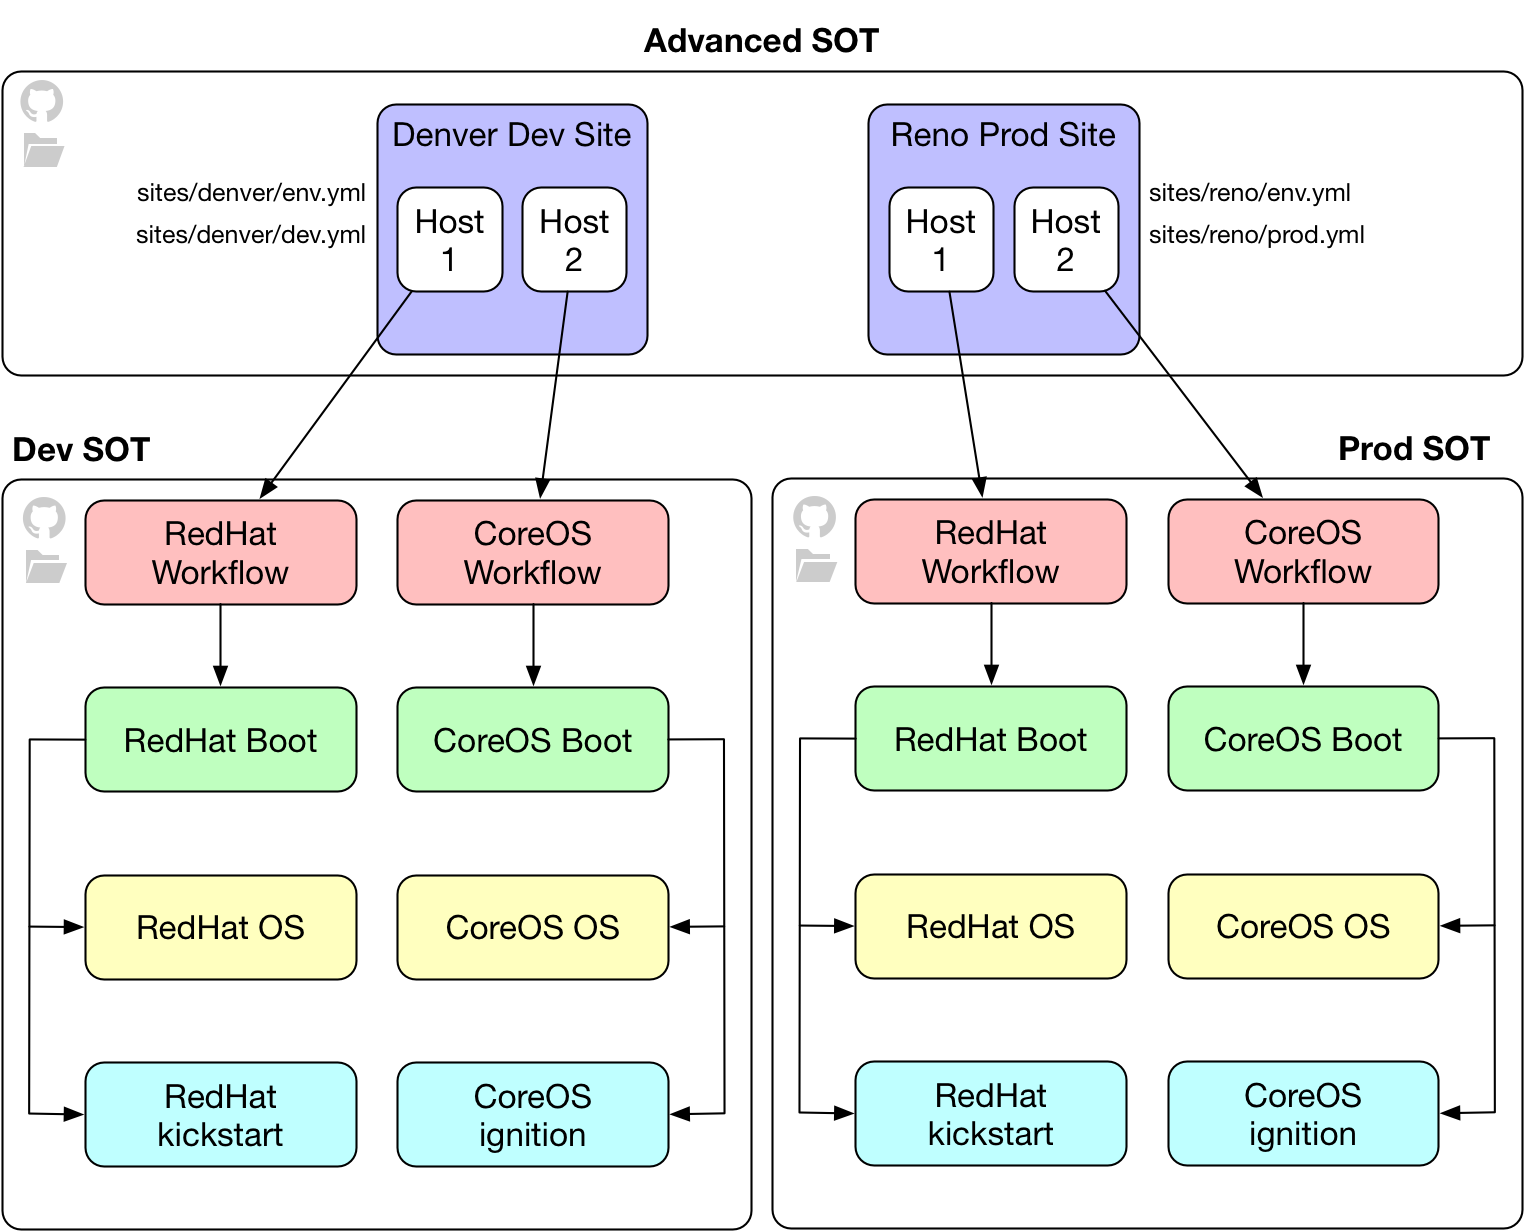 Advanced SOT
Denver Dev Site
Reno Prod Site
sites/denver/env.yml
sites/denver/dev.yml
Host
1
Host
2
Host
1
Host
2
sites/reno/env.yml
sites/reno/prod.yml
Dev SOT
Prod SOT
RedHat
Workflow
CoreOS
Workflow
RedHat Boot
CoreOS Boot
RedHat OS
CoreOS OS
RedHat
kickstart
CoreOS
ignition
RedHat
Workflow
CoreOS
Workflow
RedHat Boot
CoreOS Boot
RedHat OS
CoreOS OS
RedHat
kickstart
CoreOS
ignition